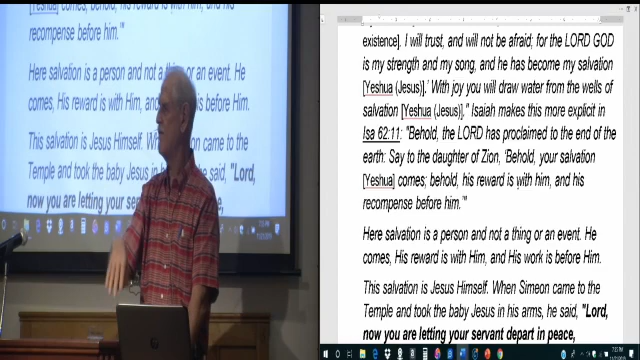 [Yeshua] comes; behold, his reward is with him, and his
recompense before him.'"
Here salvation is a person and not a thing or an event. He
comes, His reward is with Him, and
is before Him.
This salvation is Jesus Himself. When
on came to the
Temple and took the baby Jesus in h
he said, "Lord,
now you are letting your serv
existence]. I will trust, and will not be afraid; for the LORD GOD
is my strength and my song, and he has become my salvation
[Yeshua (Jesus)].' With joy you will draw water from the wells of
salvation [Yeshua (Jesus)]." Isaiah makes this more explicit in
Isa 62:11: "Behold, the LORD has proclaimed to the end of the
earth: Say to the daughter of Zion, 'Behold, your salvation
[Yeshua] comes; behold, his reward is with him, and his
recompense before him.'"
Here salvation is a person and not a thing or an event. He
comes, His reward is with Him, and His work is before Him.
This salvation is Jesus Himself. When Simeon came to the
Temple and took the baby Jesus in his arms, he said, "Lord,
now you are letting your servant depart in peace,